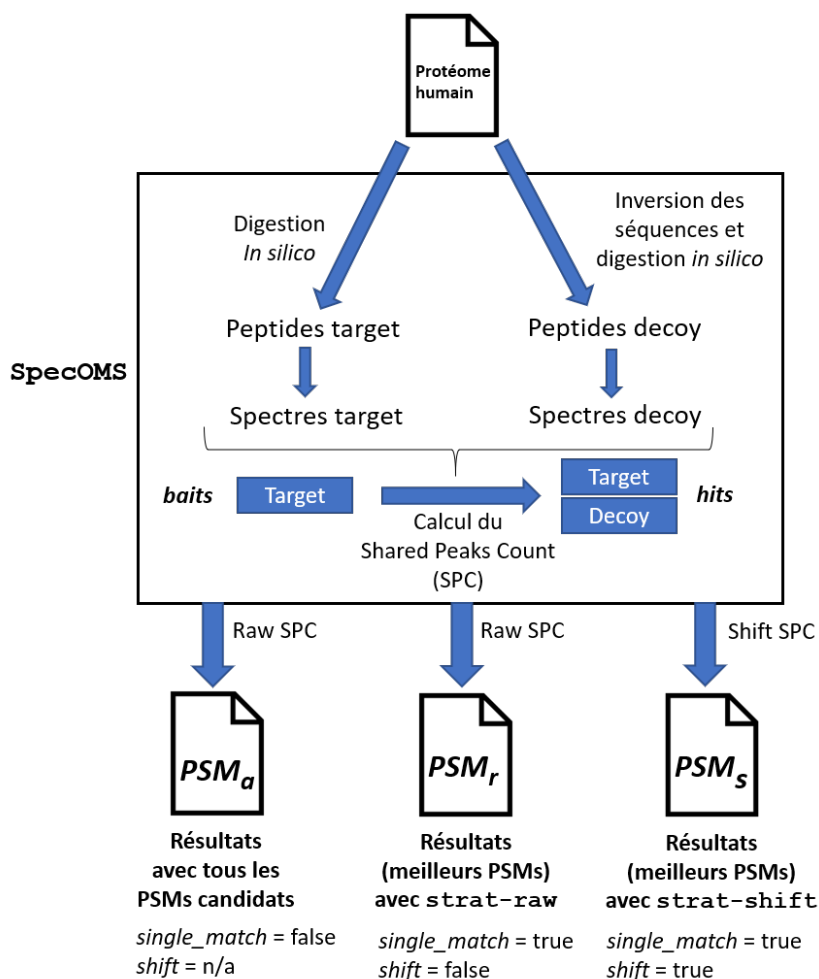 Protéome
humain
Digestion
In silico
Inversion des
séquences et
digestion in silico
Peptides target
Peptides decoy
SpecOMS
Spectres target
Spectres decoy
baits
Target
Target
Decoy
hits
Calcul du
Shared Peaks Count
(SPC)
Raw SPC
Raw SPC
Shift SPC
PSMa
PSMr
PSMs
Résultats
avec tous les
PSMs candidats
single_match = false
shift = n/a
Résultats
(meilleurs PSMs)
avec strat-raw
single_match = true
shift = false
Résultats
(meilleurs PSMs)
avec strat-shift
single_match = true
shift = true